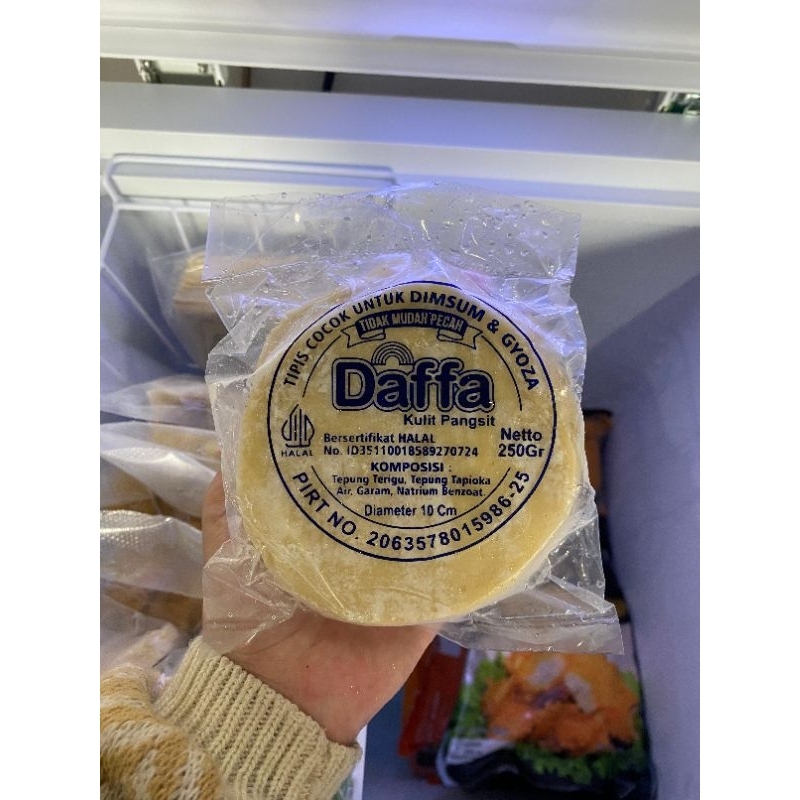 TIPIS COCOK UNTUK DIMSUM & GYOZA
TIDAK MUDAH PECAH
Daffa
Kulit Pangsit
HALAL
Bersertifikat HALAL
No. ID35110018589270724
Netto
250Gr
KOMPOSISI :
Tepung Terigu, Tepung Tapioka
Air, Garam, Natrium Benzoat.
Diameter 10 Cm
PIRT NO. 2063578015986-25